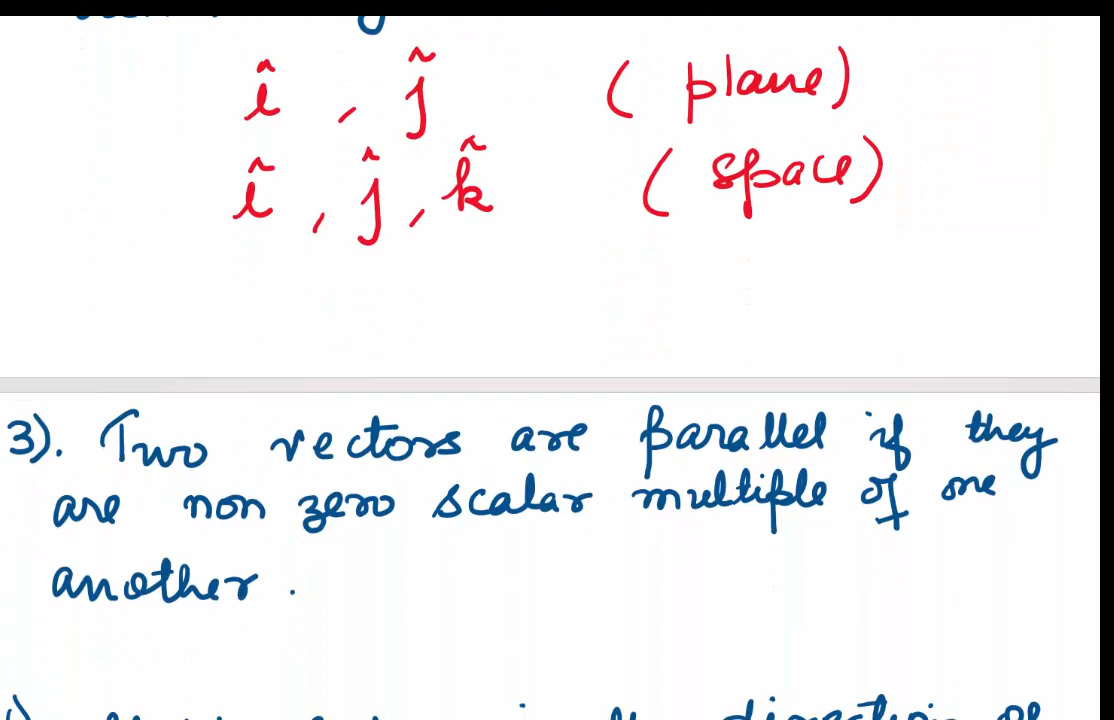 î , ĵ ( plane )
î , ĵ , k̂ ( space )
3). Two vectors are parallel if they
are non zero scalar multiple of one
another .